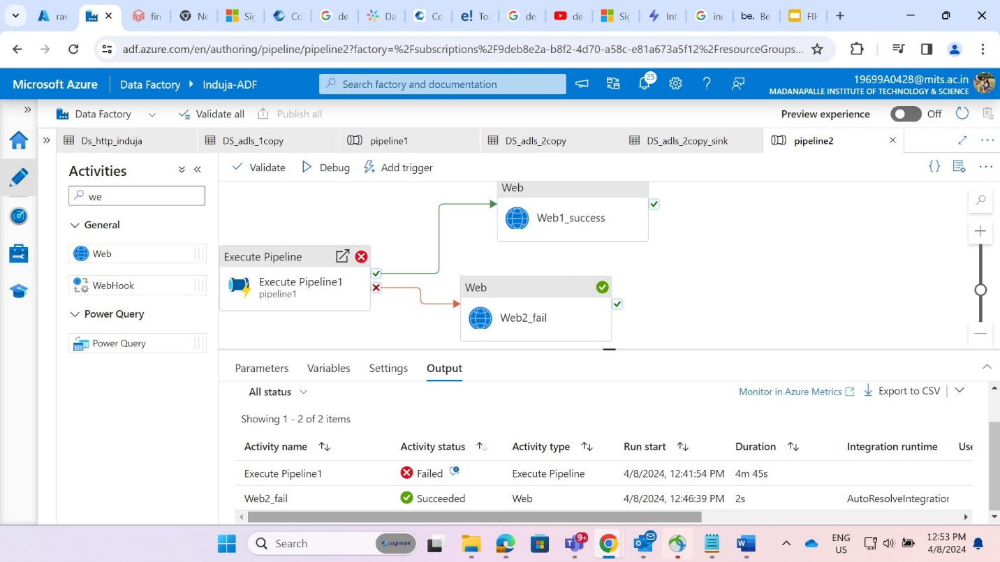 rav
fin
Ne
Sig
Co
de
Da
Co
e! To
de
de
Sig
Int
inc
be. Be
FIF
adf.azure.com/en/authoring/pipeline/pipeline2?factory=%2Fsubscriptions%2F9deb8e2a-b8f2-4d70-a58c-e81a673a5f12%2FresourceGroups...
Microsoft Azure
Data Factory
Induja-ADF
Search factory and documentation
25
19699A0428@mits.ac.in
MADANAPALLE INSTITUTE OF TECHNOLOGY & SCIENCE
Data Factory
Validate all
Publish all
Preview experience
Off
Ds_http_induja
DS_adls_1copy
pipeline1
DS_adls_2copy
DS_adls_2copy_sink
pipeline2
Activities
we
General
Web
WebHook
Power Query
Power Query
Validate
Debug
Add trigger
Web
Web1_success
Execute Pipeline
Execute Pipeline1
pipeline1
Web
Web2_fail
Parameters
Variables
Settings
Output
All status
Monitor in Azure Metrics
Export to CSV
Showing 1 - 2 of 2 items
Activity name Activity status Activity type Run start Duration Integration runtime Use
Execute Pipeline1 Failed Execute Pipeline 4/8/2024, 12:41:54 PM 4m 45s
Web2_fail Succeeded Web 4/8/2024, 12:46:39 PM 2s AutoResolveIntegration
Search
cognizant
9+
ENG
US
12:53 PM
4/8/2024